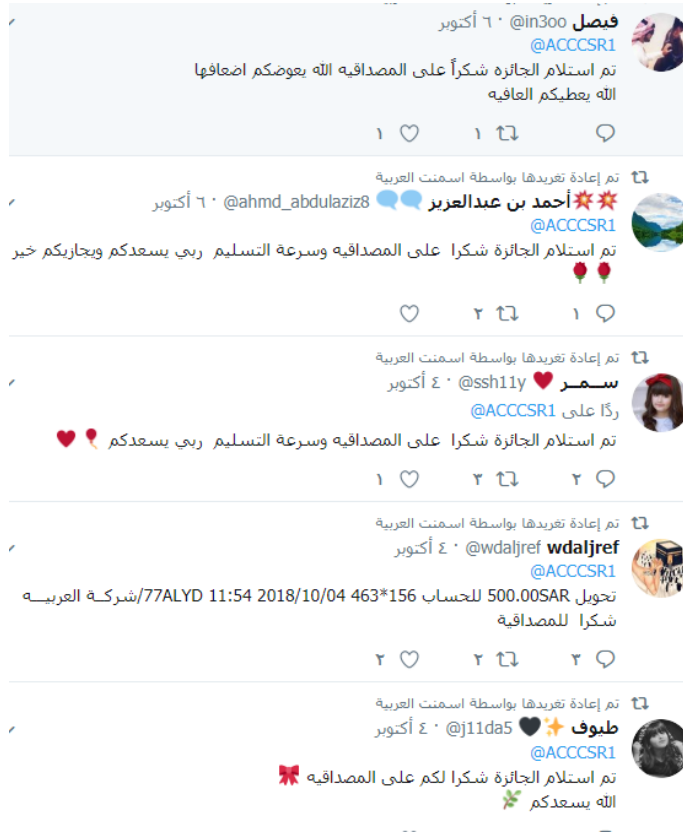 فيصل @in3oo · ٦ أكتوبر
@ACCCSR1
تم استلام الجائزه شكراً على المصداقيه الله يعوضكم اضعافها
الله يعطيكم العافيه
١ ١
تم إعادة تغريدها بواسطة اسمنت العربية
💥💥أحمد بن عبدالعزيز 🗨️🗨️ @ahmd_abdulaziz8 · ٦ أكتوبر
@ACCCSR1
تم استلام الجائزة شكرا على المصداقيه وسرعة التسليم ربي يسعدكم ويجازيكم خير
🌹🌹
١ ٢
تم إعادة تغريدها بواسطة اسمنت العربية
ســمــر ❤️ @ssh11y · ٤ أكتوبر
ردًا على @ACCCSR1
تم استلام الجائزة شكرا على المصداقيه وسرعة التسليم ربي يسعدكم 🎈❤️
٢ ٣ ١
تم إعادة تغريدها بواسطة اسمنت العربية
wdaljref @wdaljref · ٤ أكتوبر
@ACCCSR1
تحويل 500.00SAR للحساب 156*463 2018/10/04 11:54 77ALYD/شركــة العربيـــه
شكرا للمصداقية
٣ ٢ ٢
تم إعادة تغريدها بواسطة اسمنت العربية
طيوف ✨🖤 @j11da5 · ٤ أكتوبر
@ACCCSR1
تم استلام الجائزة شكرا لكم على المصداقيه 🎀
الله يسعدكم 🌿